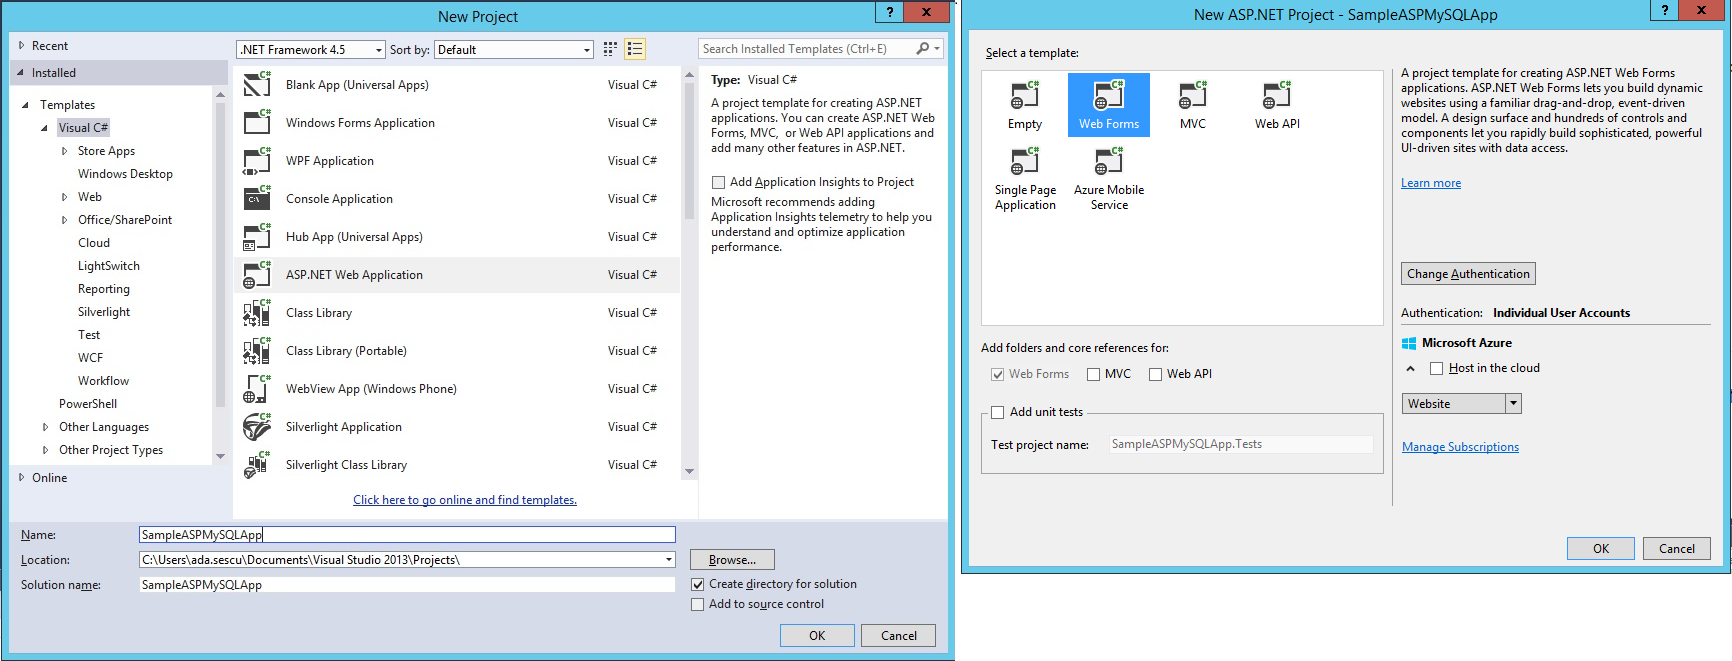 New Project
?
x
Recent
Installed
Templates
Visual C#
Store Apps
Windows Desktop
Web
Office/SharePoint
Cloud
LightSwitch
Reporting
Silverlight
Test
WCF
Workflow
PowerShell
Other Languages
Other Project Types
Online
.NET Framework 4.5
Sort by:
Default
Search Installed Templates (Ctrl+E)
C#
Blank App (Universal Apps)
Visual C#
C#
Windows Forms Application
Visual C#
C#
WPF Application
Visual C#
C#
C:\
Console Application
Visual C#
C#
Hub App (Universal Apps)
Visual C#
C#
ASP.NET Web Application
Visual C#
C#
Class Library
Visual C#
C#
Class Library (Portable)
Visual C#
C#
WebView App (Windows Phone)
Visual C#
C#
Silverlight Application
Visual C#
C#
Silverlight Class Library
Visual C#
Click here to go online and find templates.
Type: Visual C#
A project template for creating ASP.NET
applications. You can create ASP.NET Web
Forms, MVC, or Web API applications and
add many other features in ASP.NET.
Add Application Insights to Project
Microsoft recommends adding
Application Insights telemetry to help you
understand and optimize application
performance.
Name:
SampleASPMySQLApp
Location:
C:\Users\ada.sescu\Documents\Visual Studio 2013\Projects\
Browse...
Solution name:
SampleASPMySQLApp
Create directory for solution
Add to source control
OK
Cancel
New ASP.NET Project - SampleASPMySQLApp
?
x
Select a template:
C#
Empty
C#
Web Forms
C#
MVC
C#
Web API
C#
Single Page
Application
C#
Azure Mobile
Service
Add folders and core references for:
Web Forms
MVC
Web API
Add unit tests
Test project name:
SampleASPMySQLApp.Tests
A project template for creating ASP.NET Web Forms
applications. ASP.NET Web Forms lets you build dynamic
websites using a familiar drag-and-drop, event-driven
model. A design surface and hundreds of controls and
components let you rapidly build sophisticated, powerful
UI-driven sites with data access.
Learn more
Change Authentication
Authentication: Individual User Accounts
Microsoft Azure
Host in the cloud
Website
Manage Subscriptions
OK
Cancel